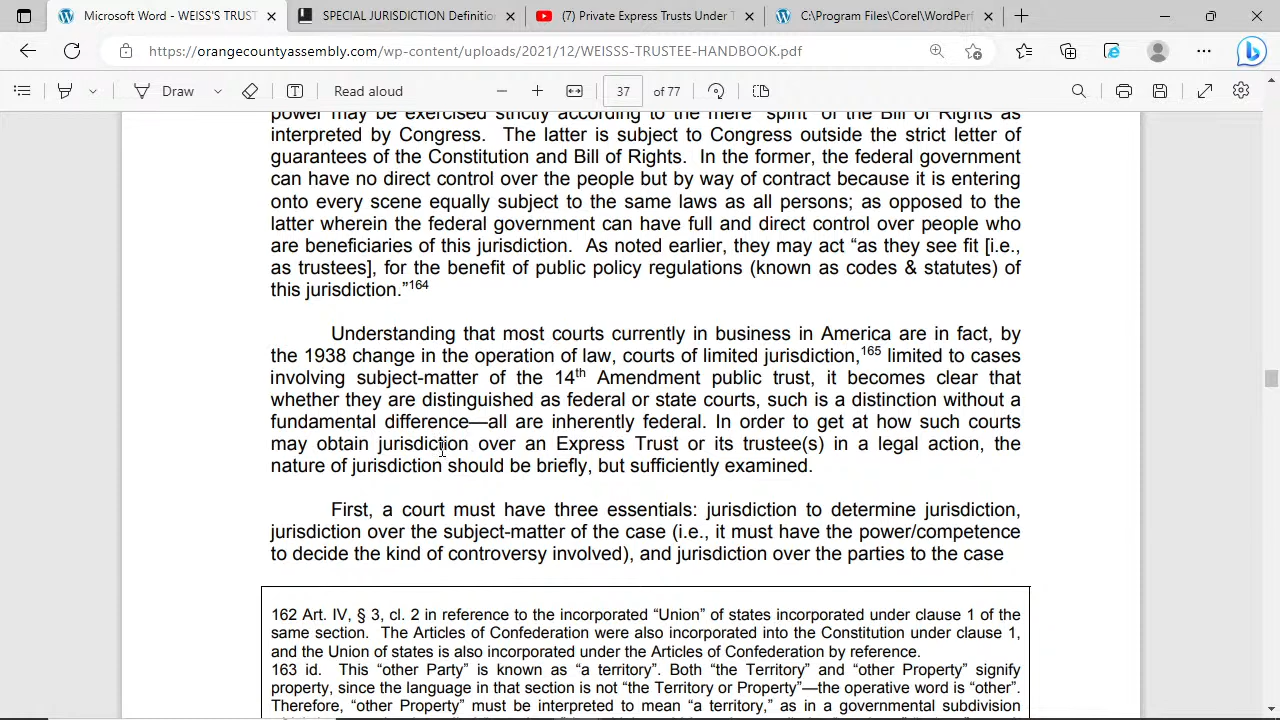 Microsoft Word - WEISS'S TRUST
SPECIAL JURISDICTION Definition
(7) Private Express Trusts Under T
C:\Program Files\Corel\WordPerf
https://orangecountyassembly.com/wp-content/uploads/2021/12/WEISSS-TRUSTEE-HANDBOOK.pdf
Draw
Read aloud
37 of 77
power may be exercised strictly according to the mere “spirit” of the Bill of Rights as
interpreted by Congress. The latter is subject to Congress outside the strict letter of
guarantees of the Constitution and Bill of Rights. In the former, the federal government
can have no direct control over the people but by way of contract because it is entering
onto every scene equally subject to the same laws as all persons; as opposed to the
latter wherein the federal government can have full and direct control over people who
are beneficiaries of this jurisdiction. As noted earlier, they may act “as they see fit [i.e.,
as trustees], for the benefit of public policy regulations (known as codes & statutes) of
this jurisdiction.”164
Understanding that most courts currently in business in America are in fact, by
the 1938 change in the operation of law, courts of limited jurisdiction,165 limited to cases
involving subject-matter of the 14th Amendment public trust, it becomes clear that
whether they are distinguished as federal or state courts, such is a distinction without a
fundamental difference—all are inherently federal. In order to get at how such courts
may obtain jurisdiction over an Express Trust or its trustee(s) in a legal action, the
nature of jurisdiction should be briefly, but sufficiently examined.
First, a court must have three essentials: jurisdiction to determine jurisdiction,
jurisdiction over the subject-matter of the case (i.e., it must have the power/competence
to decide the kind of controversy involved), and jurisdiction over the parties to the case
162 Art. IV, § 3, cl. 2 in reference to the incorporated “Union” of states incorporated under clause 1 of the
same section. The Articles of Confederation were also incorporated into the Constitution under clause 1,
and the Union of states is also incorporated under the Articles of Confederation by reference.
163 id. This “other Party” is known as “a territory”. Both “the Territory” and “other Property” signify
property, since the language in that section is not “the Territory or Property”—the operative word is “other”.
Therefore, “other Property” must be interpreted to mean “a territory,” as in a governmental subdivision